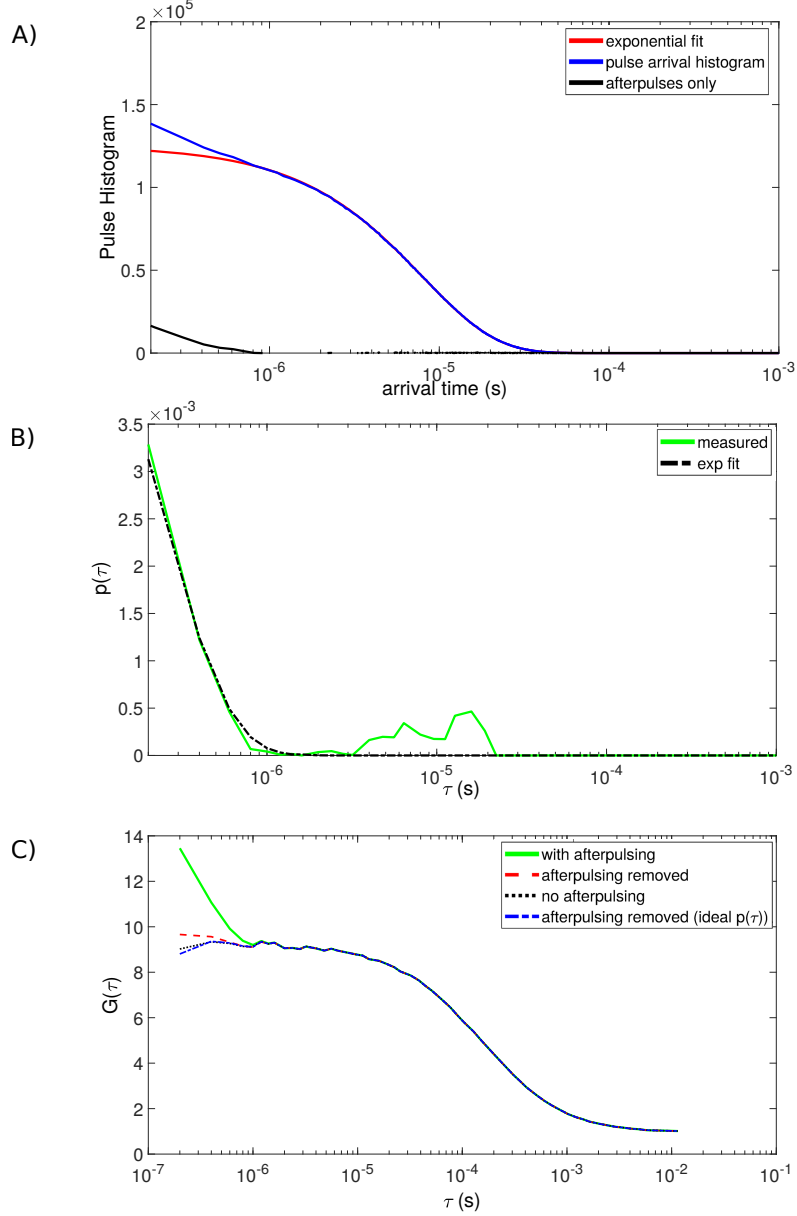 A)
×10^5
2
1.5
1
0.5
0
Pulse Histogram
exponential fit
pulse arrival histogram
afterpulses only
10^-6
10^-5
10^-4
10^-3
arrival time (s)
B)
×10^-3
3.5
3
2.5
2
1.5
1
0.5
0
p(τ)
measured
exp fit
10^-6
10^-5
10^-4
10^-3
τ (s)
C)
14
12
10
8
6
4
2
0
G(τ)
with afterpulsing
afterpulsing removed
no afterpulsing
afterpulsing removed (ideal p(τ))
10^-7
10^-6
10^-5
10^-4
10^-3
10^-2
10^-1
τ (s)